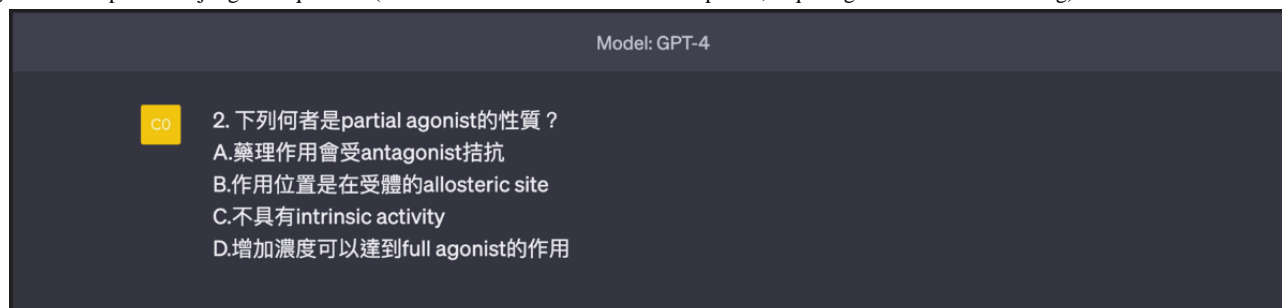 Model: GPT-4
CO
2. 下列何者是partial agonist的性質？
A.藥理作用會受antagonist拮抗
B.作用位置是在受體的allosteric site
C.不具有intrinsic activity
D.增加濃度可以達到full agonist的作用